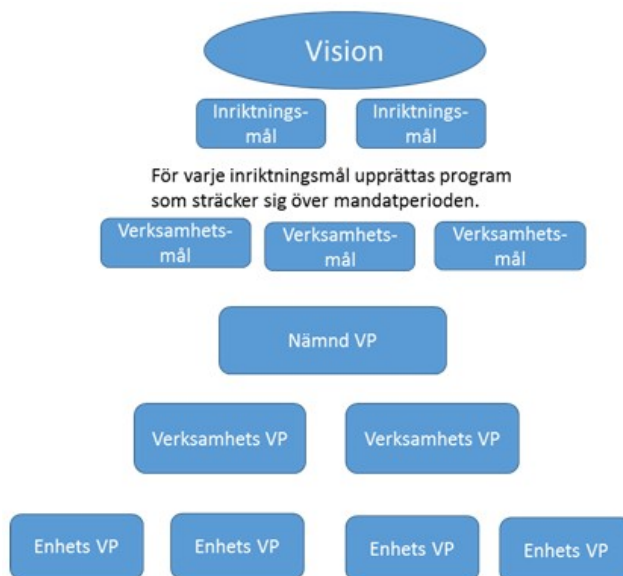 Vision
Inriktnings-
mål
Inriktnings-
mål
För varje inriktningsmål upprättas program
som sträcker sig över mandatperioden.
Verksamhets-
mål
Verksamhets-
mål
Verksamhets-
mål
Nämnd VP
Verksamhets VP
Verksamhets VP
Enhets VP
Enhets VP
Enhets VP
Enhets VP